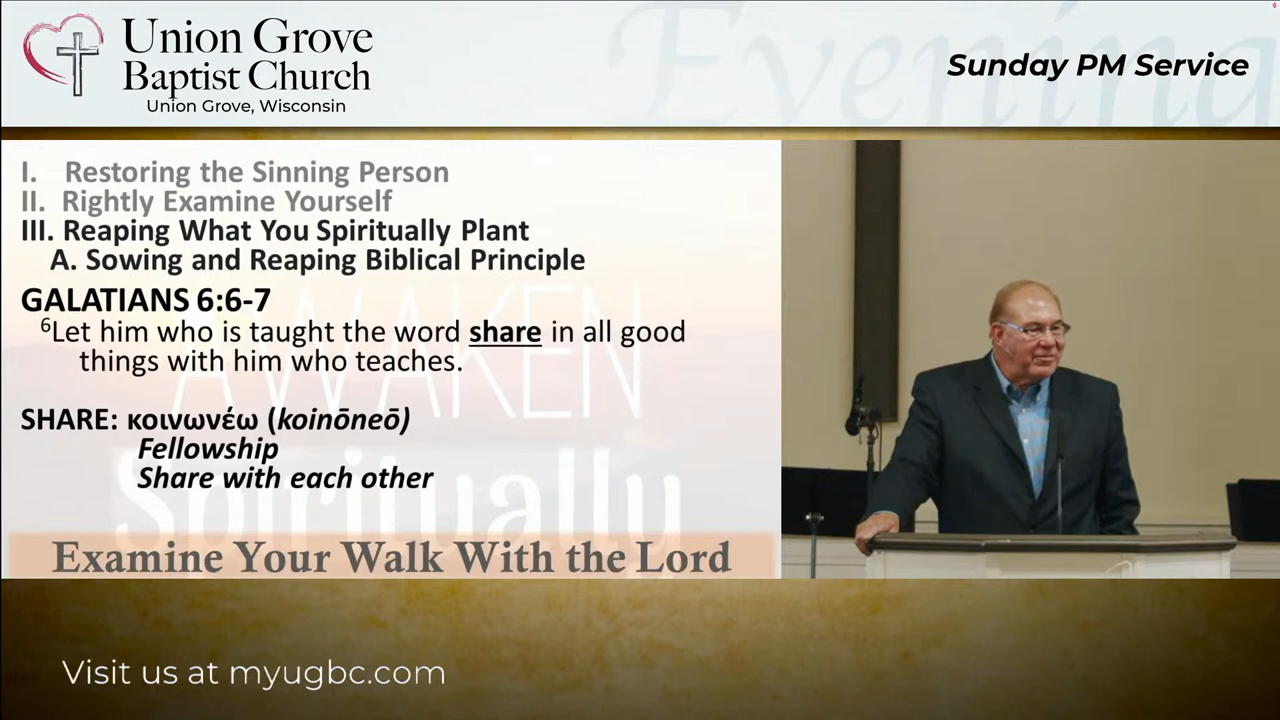 Union Grove
Baptist Church
Union Grove, Wisconsin
Evening
Sunday PM Service
I. Restoring the Sinning Person
II. Rightly Examine Yourself
III. Reaping What You Spiritually Plant
A. Sowing and Reaping Biblical Principle
GALATIANS 6:6-7
⁶Let him who is taught the word share in all good
things with him who teaches.
AWAKEN
SHARE: κοινωνέω (koinōneō)
Fellowship
Share with each other
Spiritually
Examine Your Walk With the Lord
Visit us at myugbc.com